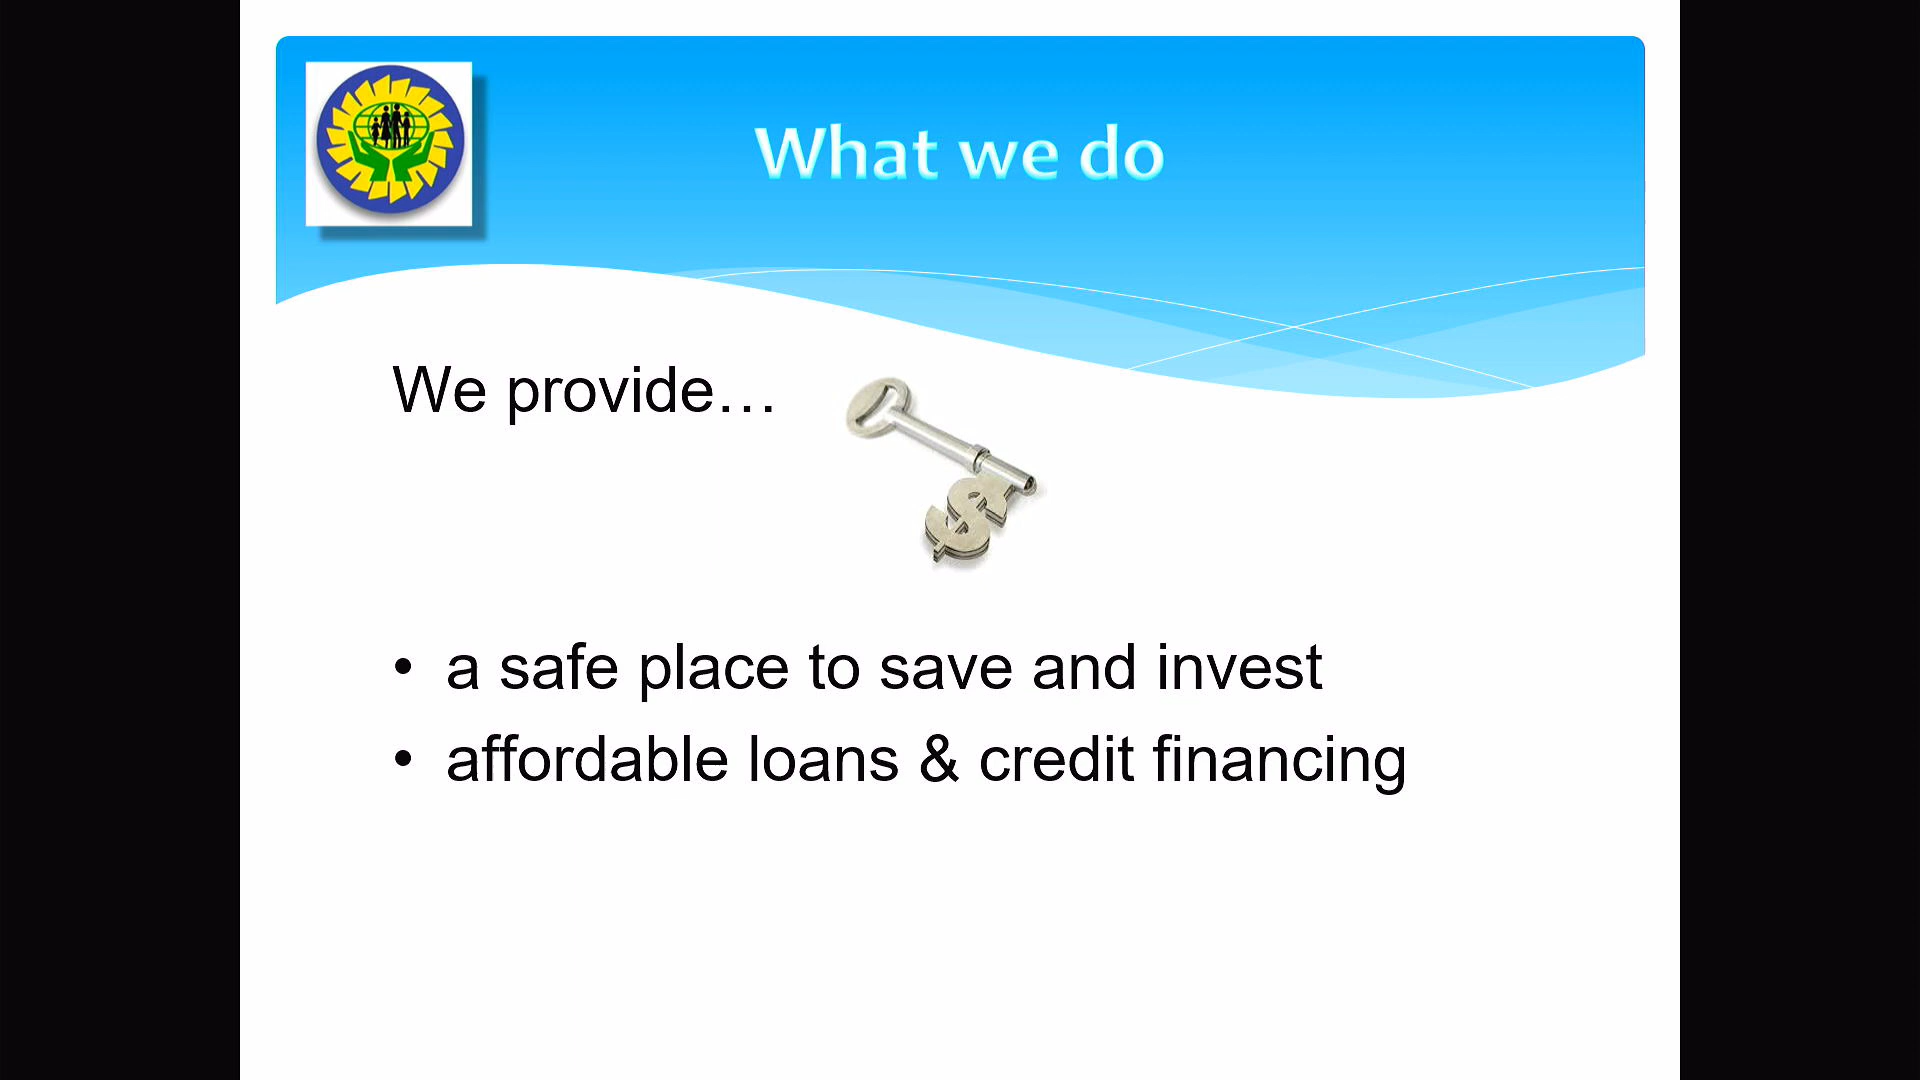 What we do
We provide…
• a safe place to save and invest
• affordable loans & credit financing